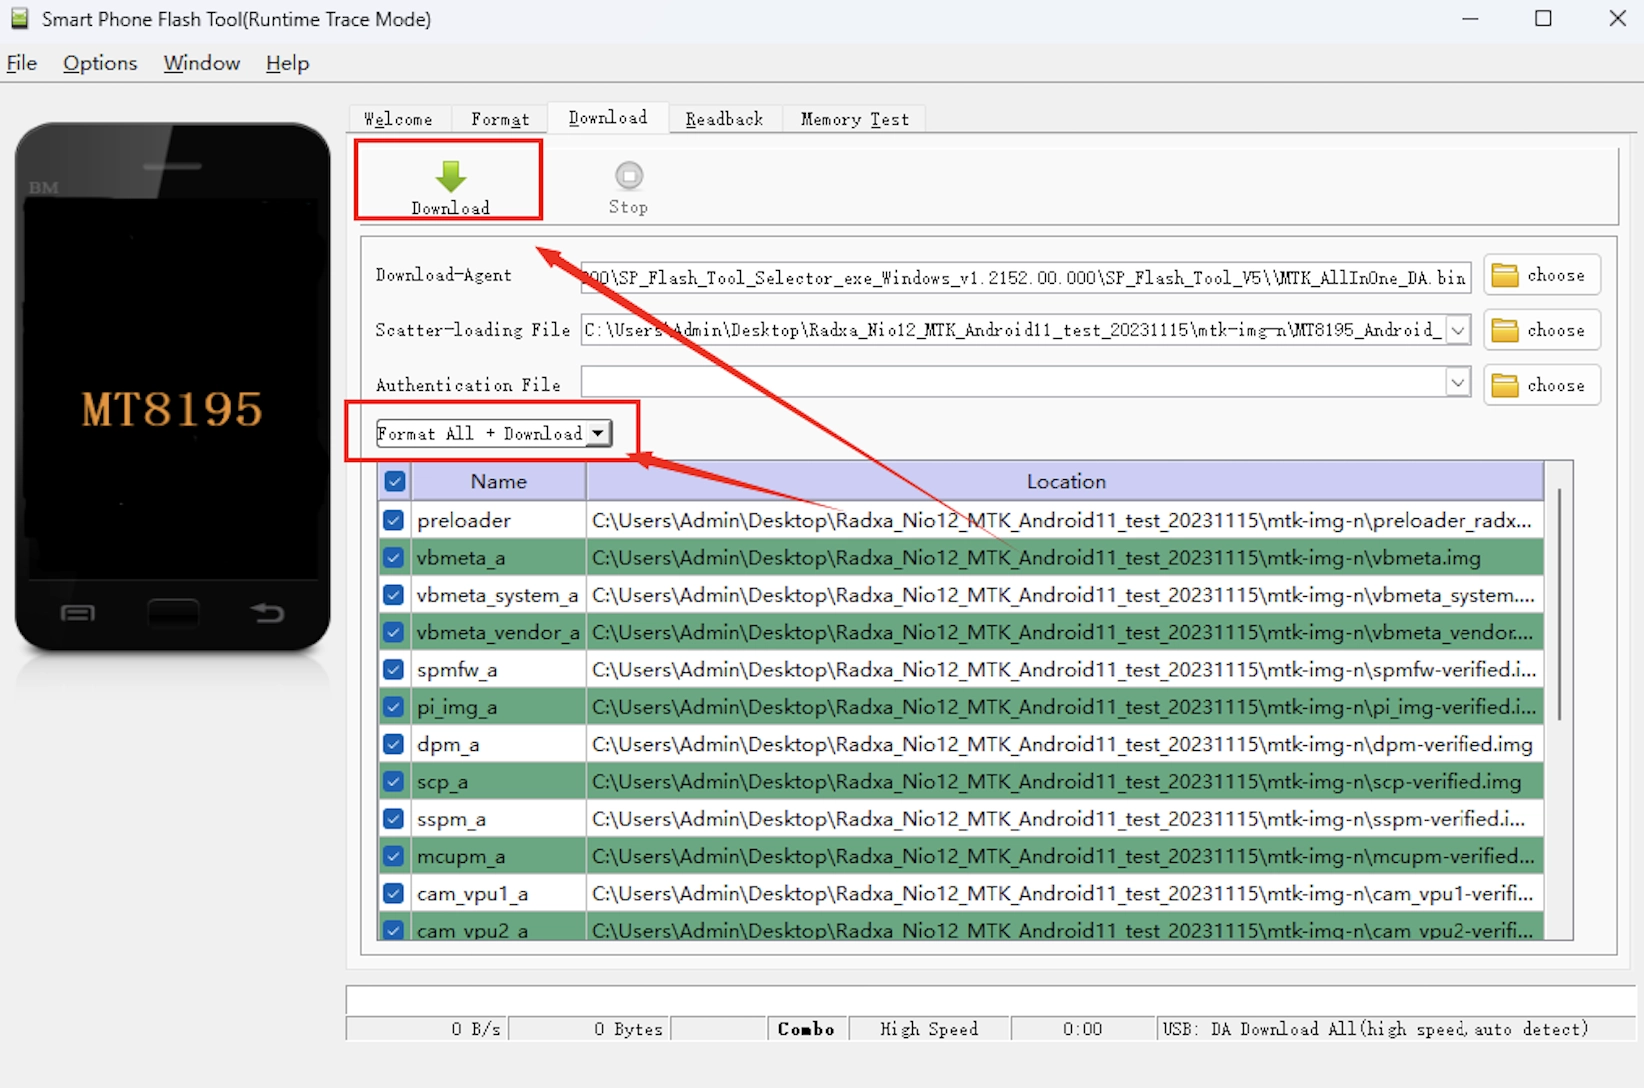 Smart Phone Flash Tool(Runtime Trace Mode)
File Options Window Help
Welcome Format Download Readback Memory Test
BM
Download Stop
Download-Agent 000\SP_Flash_Tool_Selector_exe_Windows_v1.2152.00.000\SP_Flash_Tool_V5\\MTK_AllInOne_DA.bin choose
Scatter-loading File C:\Users\Admin\Desktop\Radxa_Nio12_MTK_Android11_test_20231115\mtk-img-n\MT8195_Android_ choose
Authentication File choose
MT8195
Format All + Download
Name Location
preloader C:\Users\Admin\Desktop\Radxa_Nio12_MTK_Android11_test_20231115\mtk-img-n\preloader_radx...
vbmeta_a C:\Users\Admin\Desktop\Radxa_Nio12_MTK_Android11_test_20231115\mtk-img-n\vbmeta.img
vbmeta_system_a C:\Users\Admin\Desktop\Radxa_Nio12_MTK_Android11_test_20231115\mtk-img-n\vbmeta_system....
vbmeta_vendor_a C:\Users\Admin\Desktop\Radxa_Nio12_MTK_Android11_test_20231115\mtk-img-n\vbmeta_vendor....
spmfw_a C:\Users\Admin\Desktop\Radxa_Nio12_MTK_Android11_test_20231115\mtk-img-n\spmfw-verified.i...
pi_img_a C:\Users\Admin\Desktop\Radxa_Nio12_MTK_Android11_test_20231115\mtk-img-n\pi_img-verified.i...
dpm_a C:\Users\Admin\Desktop\Radxa_Nio12_MTK_Android11_test_20231115\mtk-img-n\dpm-verified.img
scp_a C:\Users\Admin\Desktop\Radxa_Nio12_MTK_Android11_test_20231115\mtk-img-n\scp-verified.img
sspm_a C:\Users\Admin\Desktop\Radxa_Nio12_MTK_Android11_test_20231115\mtk-img-n\sspm-verified.i...
mcupm_a C:\Users\Admin\Desktop\Radxa_Nio12_MTK_Android11_test_20231115\mtk-img-n\mcupm-verified...
cam_vpu1_a C:\Users\Admin\Desktop\Radxa_Nio12_MTK_Android11_test_20231115\mtk-img-n\cam_vpu1-verifi...
cam_vpu2_a C:\Users\Admin\Desktop\Radxa_Nio12_MTK_Android11_test_20231115\mtk-img-n\cam_vpu2-verifi...
0 B/s 0 Bytes Combo High Speed 0:00 USB: DA Download All(high speed,auto detect)